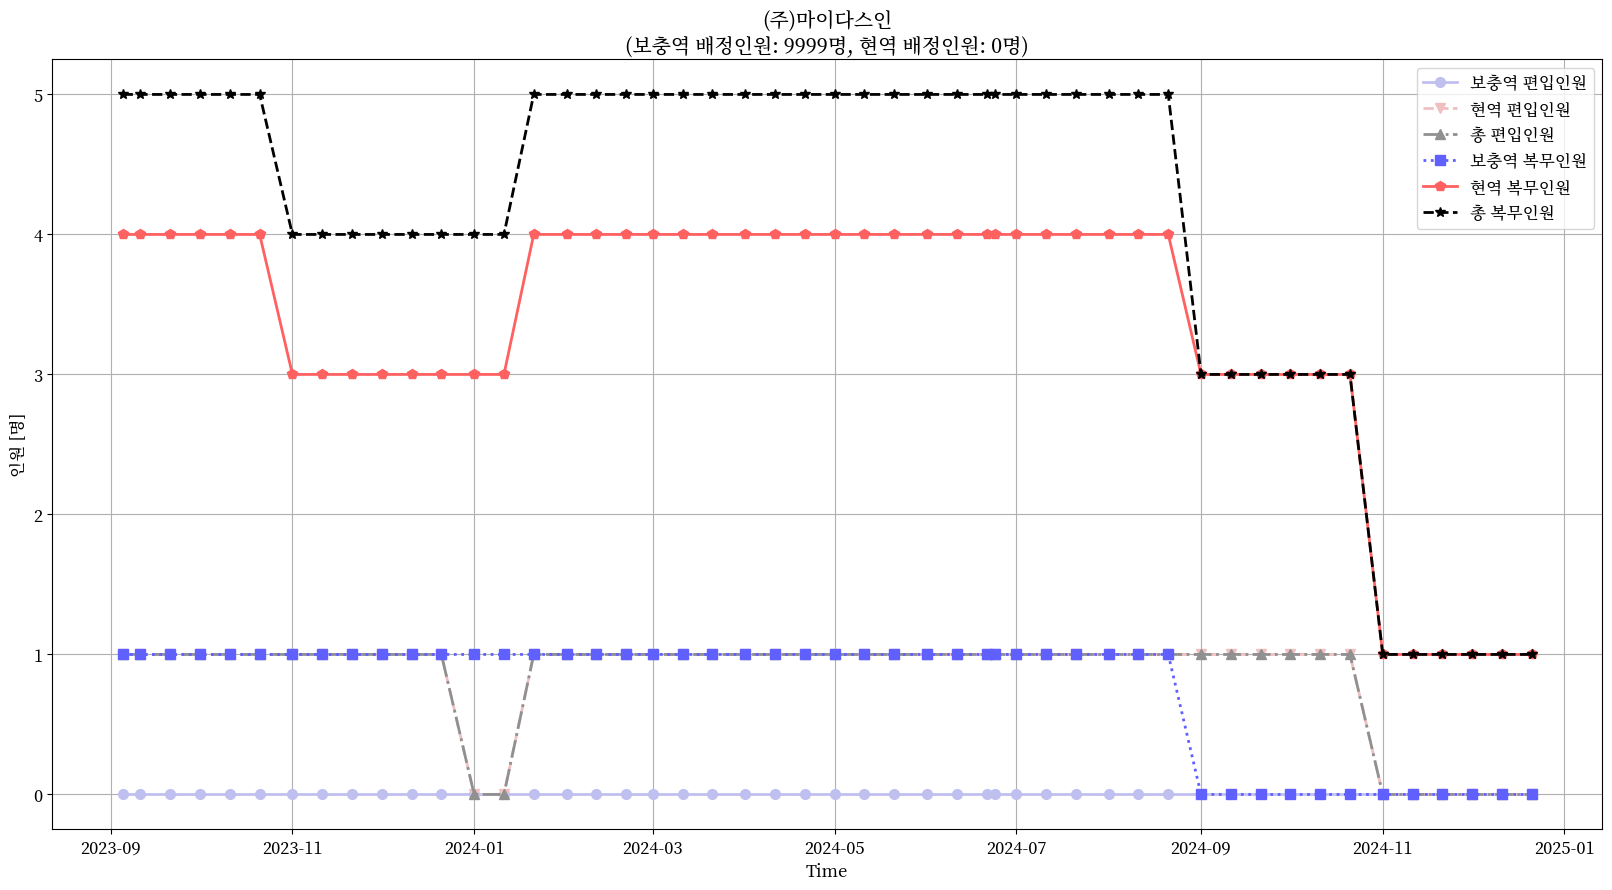 (주)마이다스인
(보충역 배정인원: 9999명, 현역 배정인원: 0명)
보충역 편입인원
현역 편입인원
총 편입인원
보충역 복무인원
현역 복무인원
총 복무인원
인원 [명]
5
4
3
2
1
0
2023-09
2023-11
2024-01
2024-03
2024-05
2024-07
2024-09
2024-11
2025-01
Time